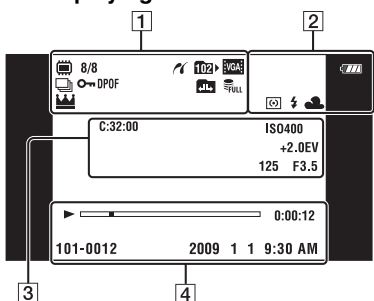 1
2
8/8
102
VGA
DPOF
FULL
C:32:00
ISO400
+2.0EV
125 F3.5
0:00:12
101-0012 2009 1 1 9:30 AM
3
4